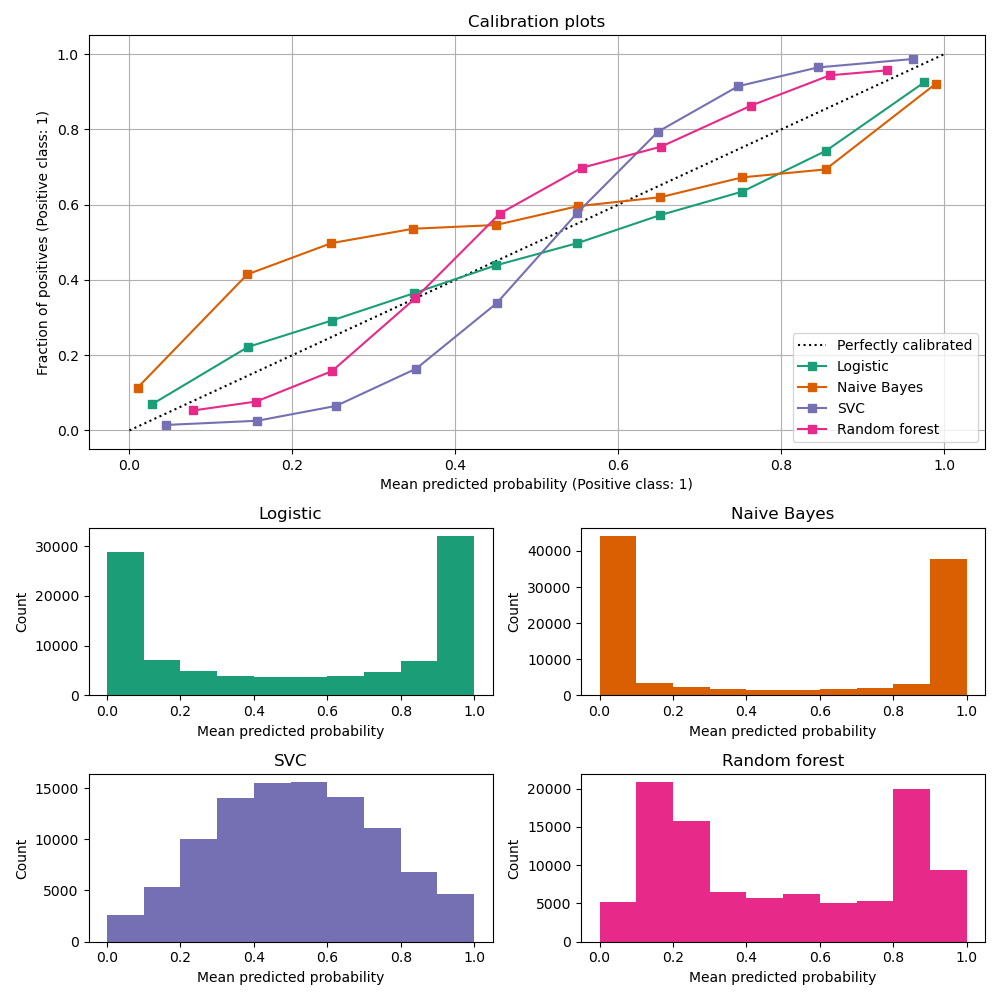 Calibration plots
1.0
0.8
0.6
0.4
0.2
0.0
Fraction of positives (Positive class: 1)
0.0 0.2 0.4 0.6 0.8 1.0
Mean predicted probability (Positive class: 1)
Perfectly calibrated
Logistic
Naive Bayes
SVC
Random forest
Logistic
30000
20000
10000
0
Count
0.0 0.2 0.4 0.6 0.8 1.0
Mean predicted probability
Naive Bayes
40000
30000
20000
10000
0
Count
0.0 0.2 0.4 0.6 0.8 1.0
Mean predicted probability
SVC
15000
10000
5000
0
Count
0.0 0.2 0.4 0.6 0.8 1.0
Mean predicted probability
Random forest
20000
15000
10000
5000
0
Count
0.0 0.2 0.4 0.6 0.8 1.0
Mean predicted probability